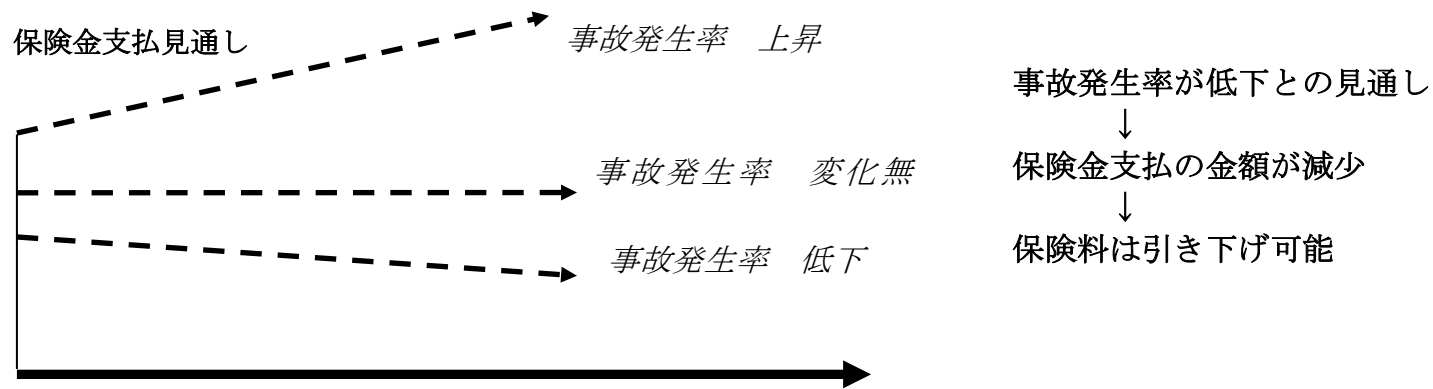 保険金支払見通し
事故発生率　上昇
事故発生率　変化無
事故発生率　低下
事故発生率が低下との見通し
↓
保険金支払の金額が減少
↓
保険料は引き下げ可能